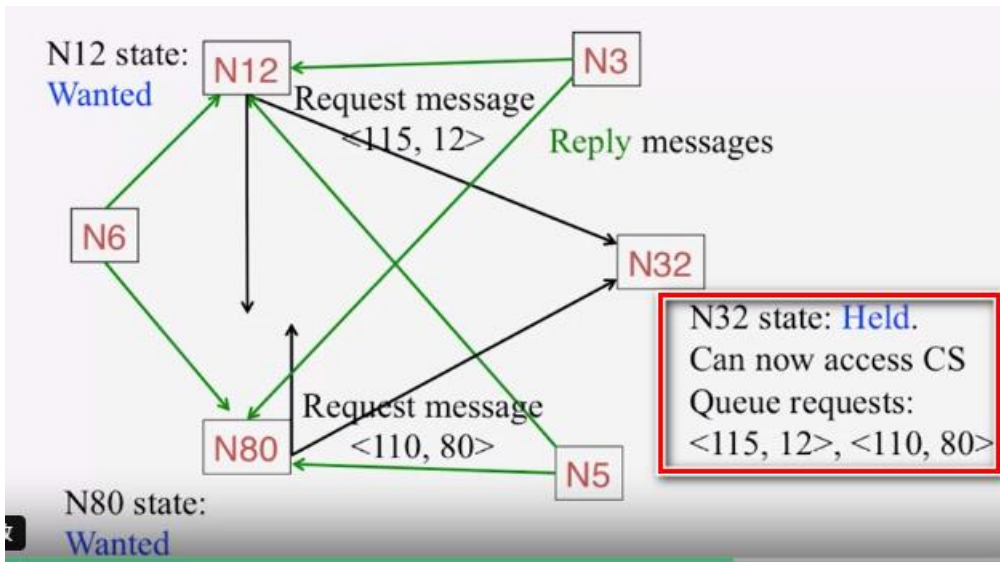 N12 state:
Wanted
N12
N3
Request message
<115, 12>
Reply messages
N6
N32
N32 state: Held.
Can now access CS
Queue requests:
<115, 12>, <110, 80>
Request message
<110, 80>
N80
N5
N80 state:
Wanted